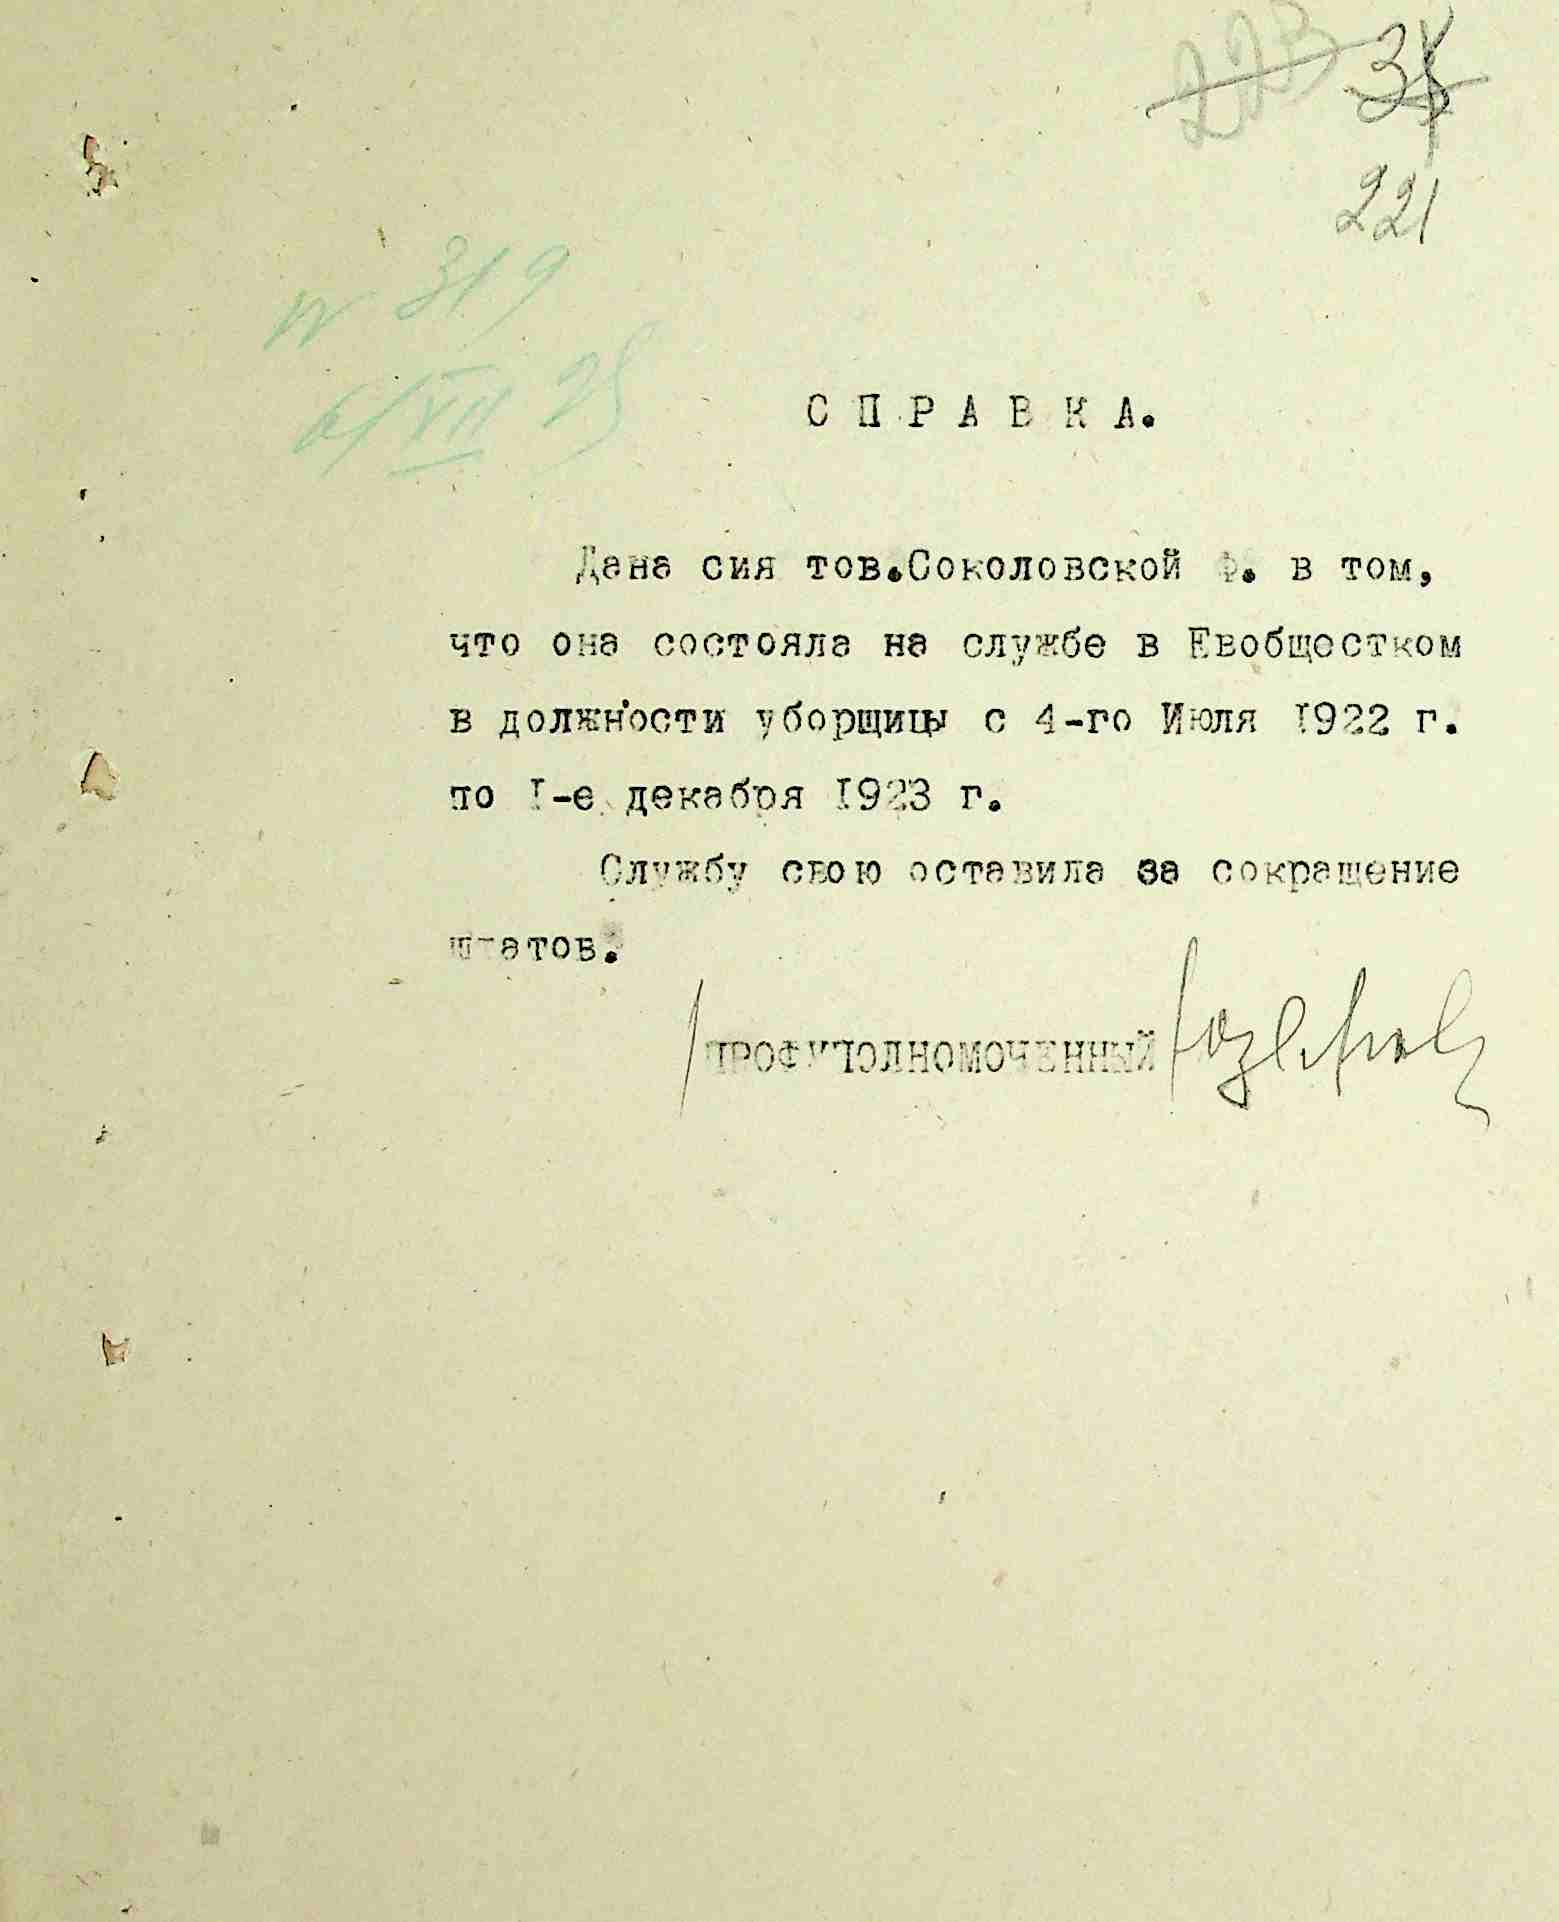 223
221
№ 319
6/VII 25
СПРАВКА.
Дана сия тов.Соколовской Ф. в том,
что она состояла на службе в Евобщестком
в должности уборщицы с 4-го Июля 1922 г.
по I-е декабря 1923 г.
Службу свою оставила за сокращение
штатов.
/ПРОФУПОЛНОМОЧЕННЫЙ/